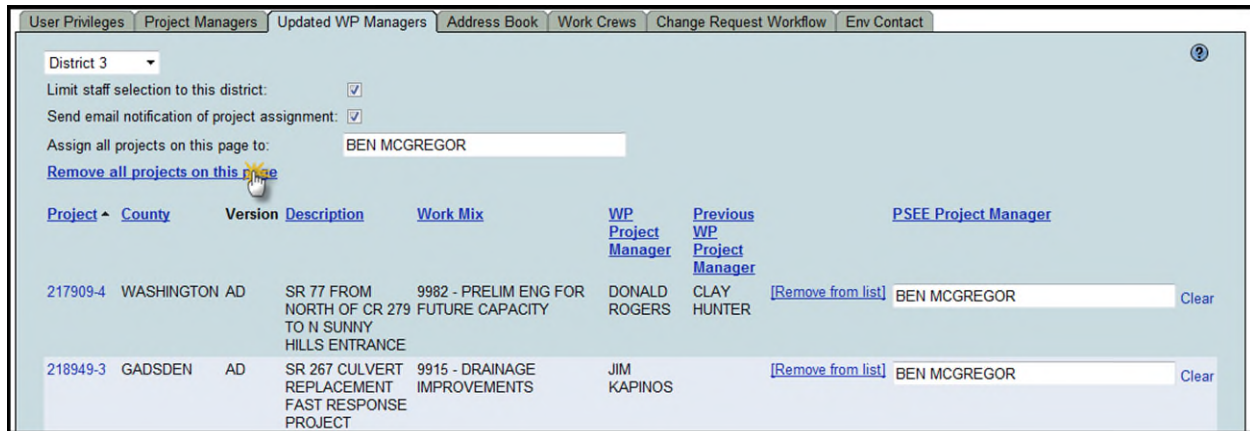 User Privileges Project Managers Updated WP Managers Address Book Work Crews Change Request Workflow Env Contact
District 3
?
Limit staff selection to this district:
Send email notification of project assignment:
Assign all projects on this page to: BEN MCGREGOR
Remove all projects on this page
Project County Version Description Work Mix WP Project Manager Previous WP Project Manager PSEE Project Manager
217909-4 WASHINGTON AD SR 77 FROM 9982 - PRELIM ENG FOR DONALD CLAY [Remove from list] BEN MCGREGOR Clear
NORTH OF CR 279 FUTURE CAPACITY ROGERS HUNTER
TO N SUNNY
HILLS ENTRANCE
218949-3 GADSDEN AD SR 267 CULVERT 9915 - DRAINAGE JIM [Remove from list] BEN MCGREGOR Clear
REPLACEMENT IMPROVEMENTS KAPINOS
FAST RESPONSE
PROJECT